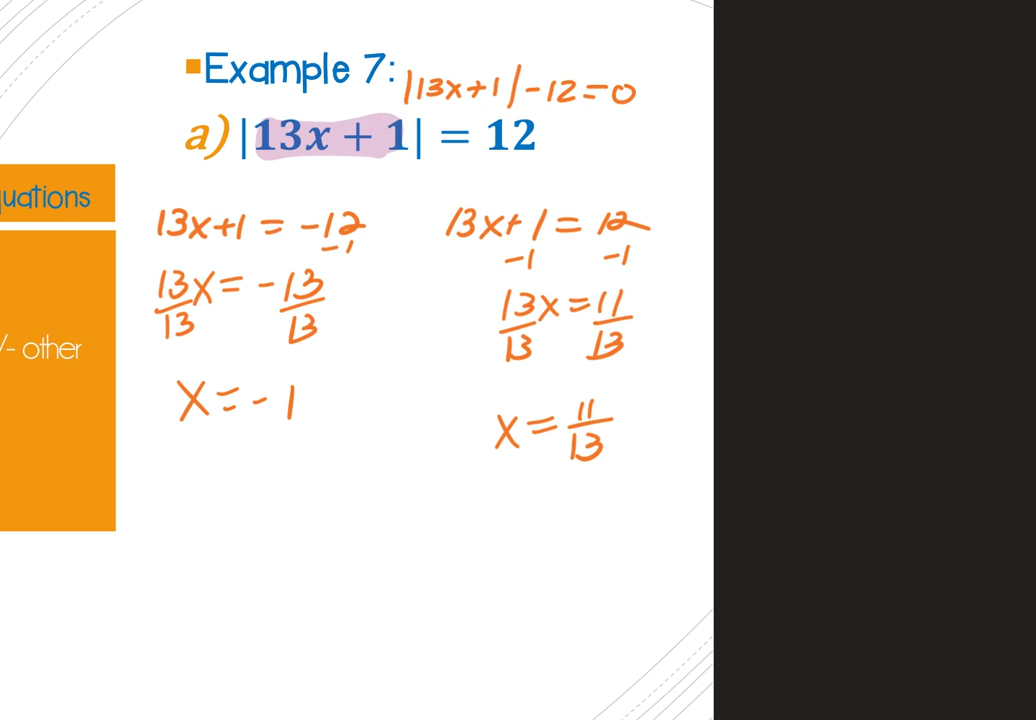 Example 7:
|13x+1|-12=0
a) |13x + 1| = 12
quations
/- other
13x+1 = -12
-1
13x = -13
13 13
x = -1
13x+1 = 12
-1 -1
13x = 11
13 13
x = 11/13